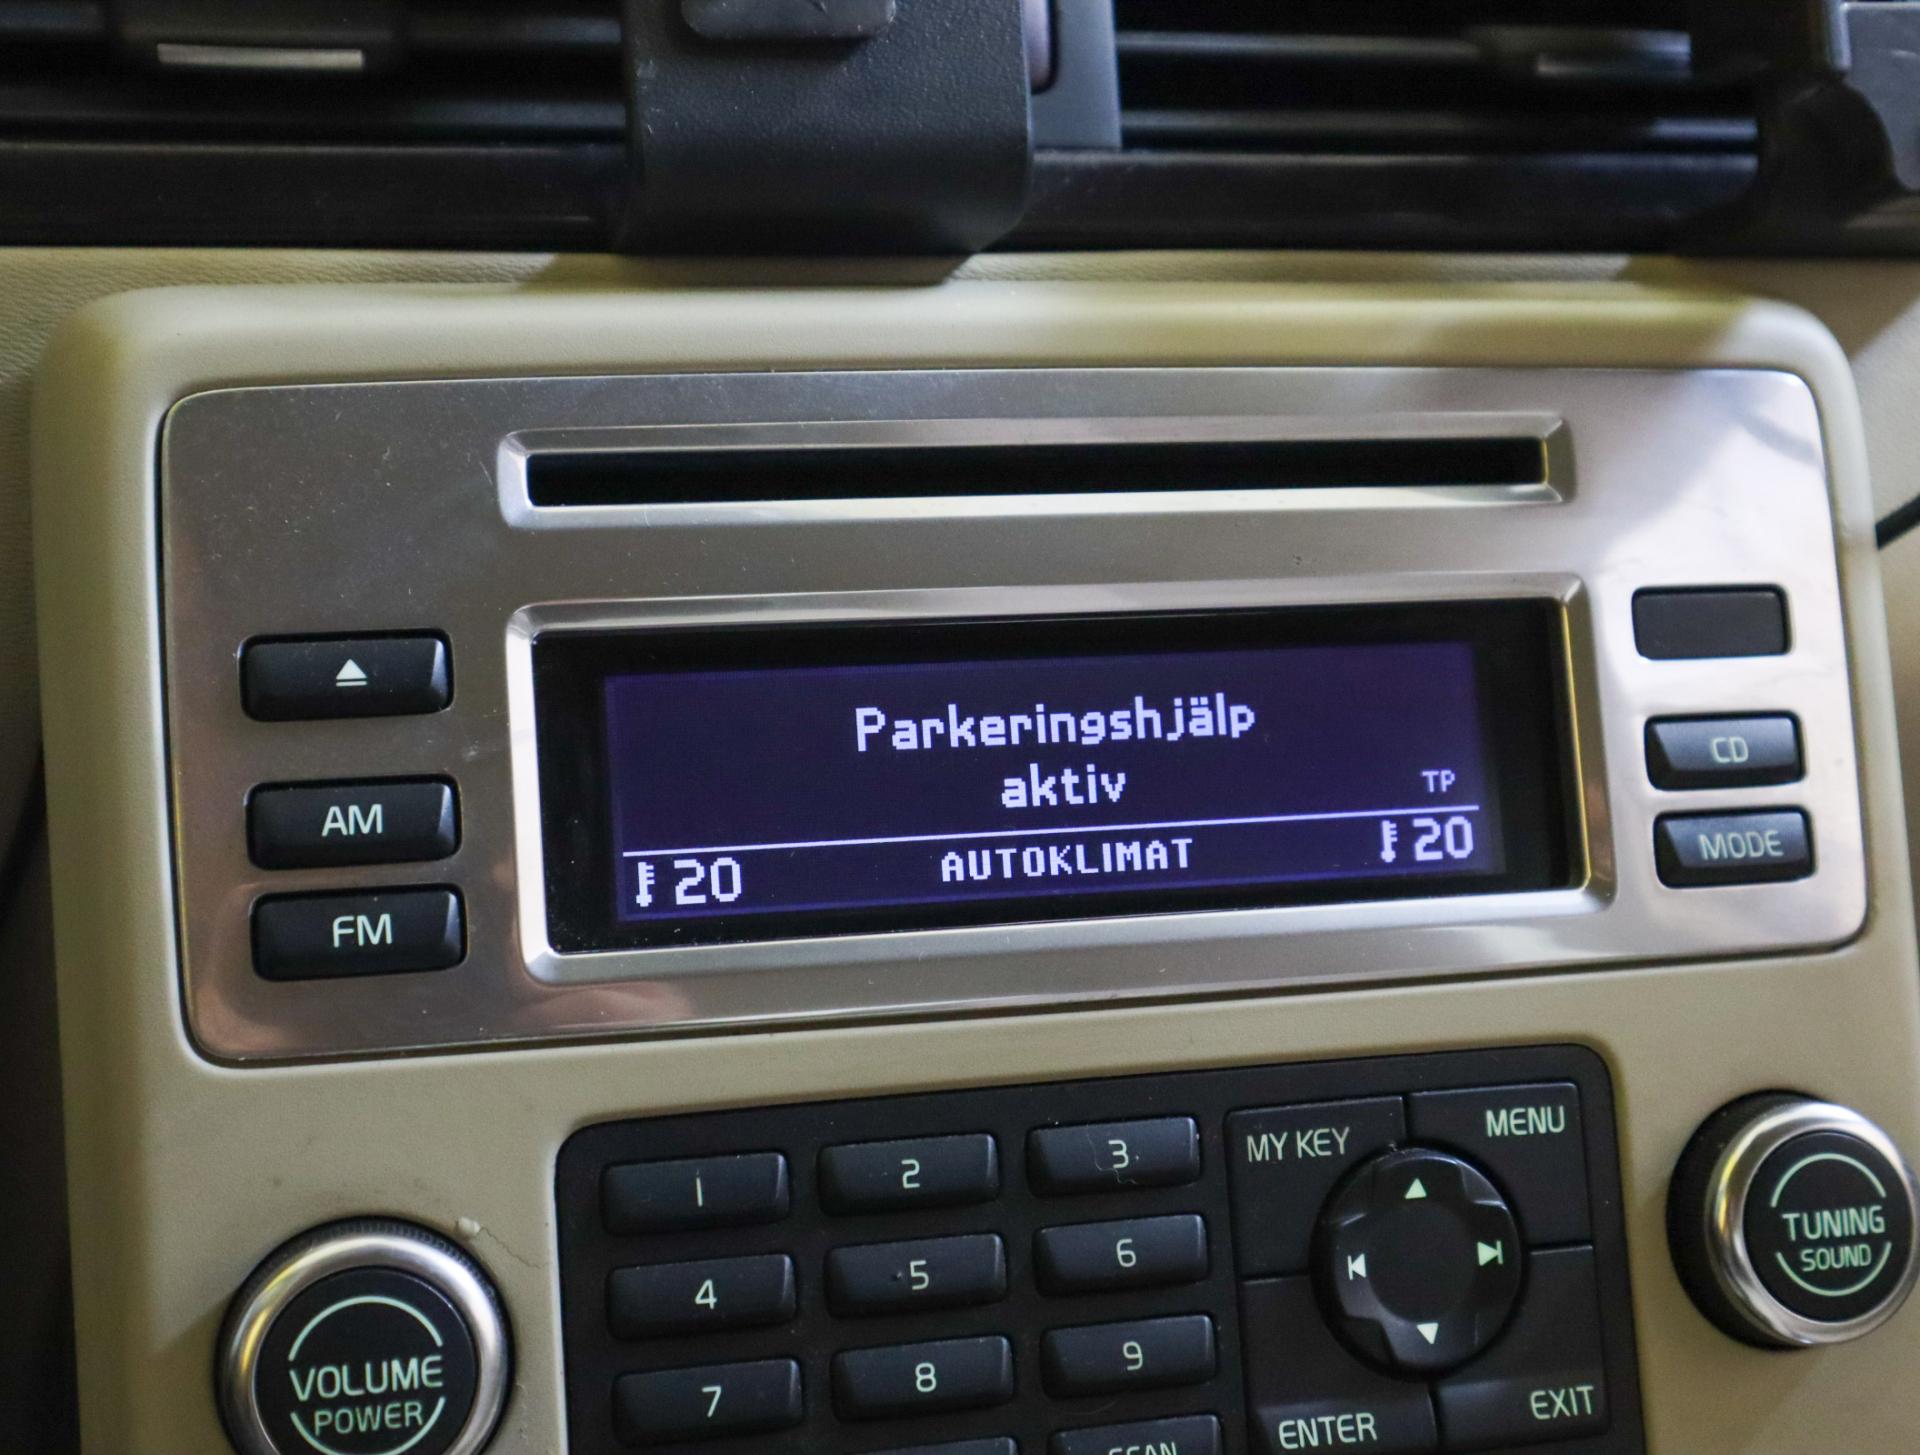 Parkeringshjälp
aktiv
TP
20 AUTOKLIMAT 20
AM
FM
CD
MODE
1 2 3
4 5 6
7 8 9
MY KEY MENU
ENTER EXIT
VOLUME
POWER
TUNING
SOUND